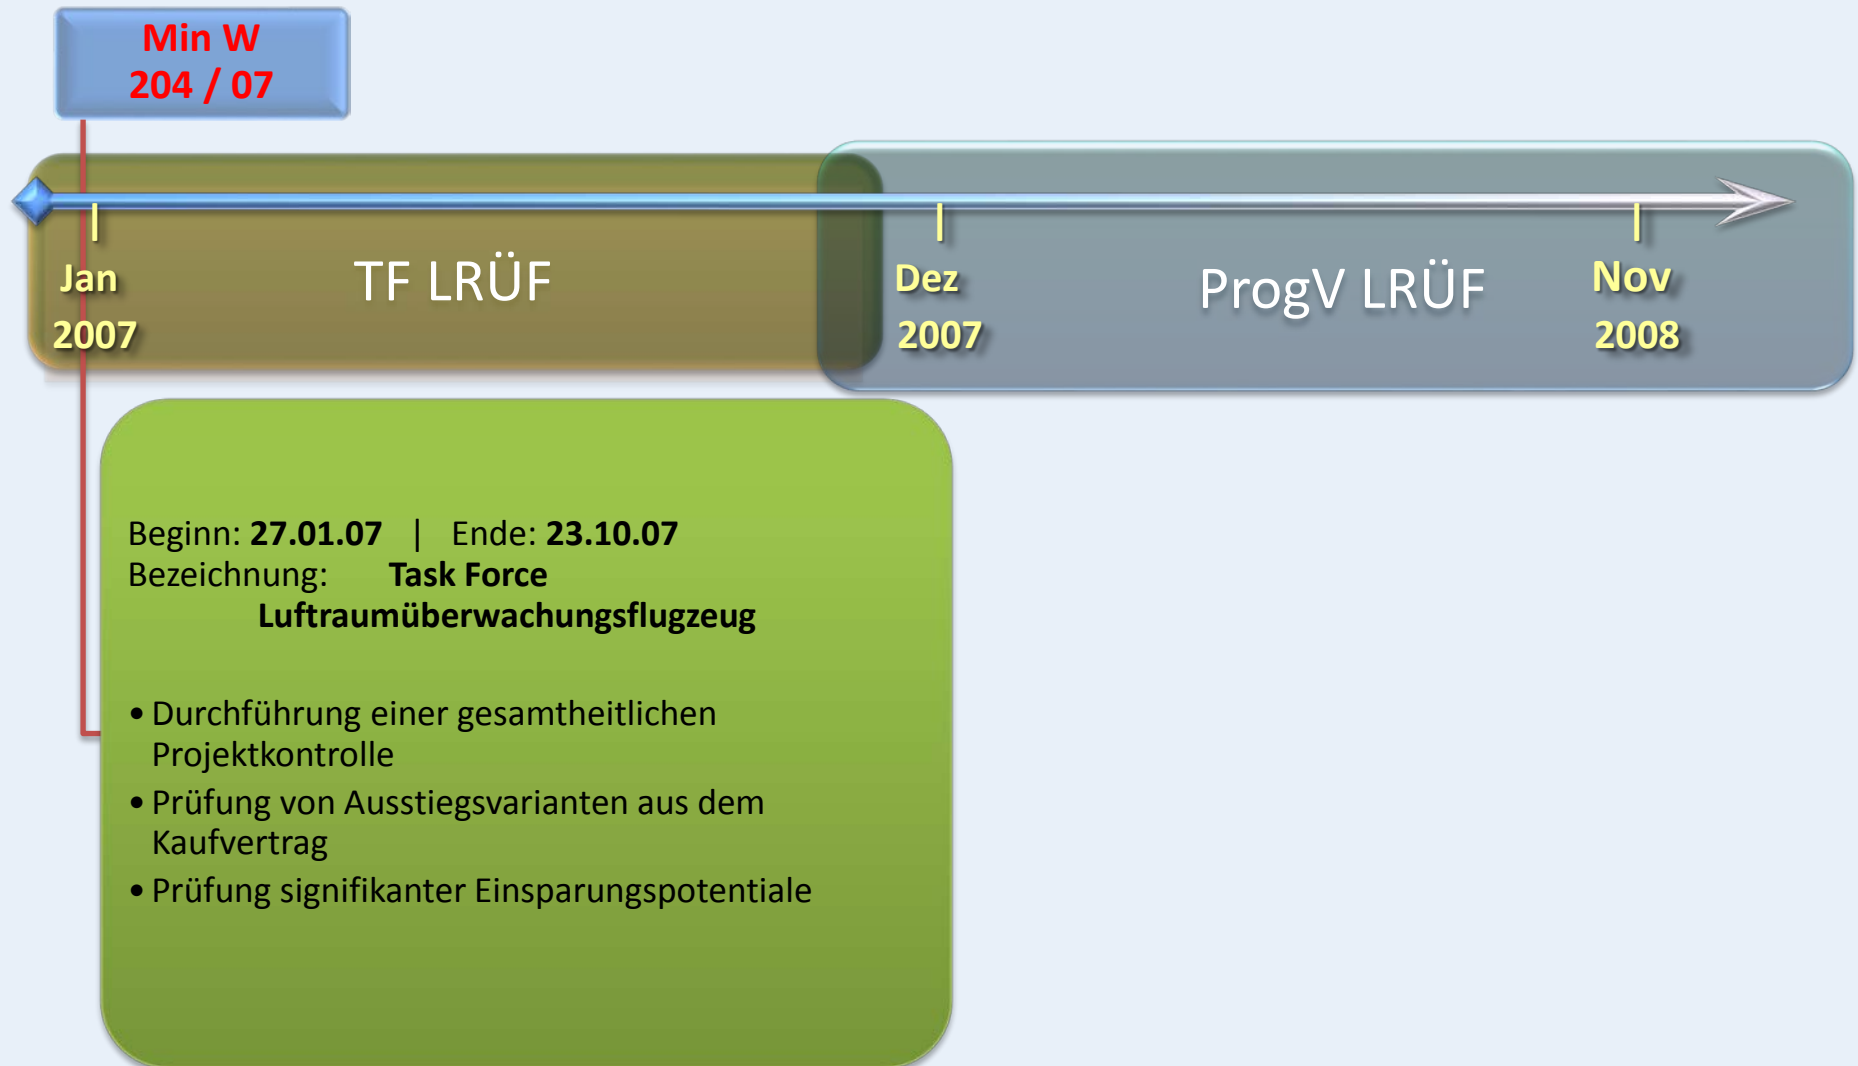 Min W
204 / 07
TF LRÜF
ProgV LRÜF
Jan
2007
Dez
2007
Nov
2008
Beginn: 27.01.07 | Ende: 23.10.07
Bezeichnung: Task Force
Luftraumüberwachungsflugzeug
• Durchführung einer gesamtheitlichen
Projektkontrolle
• Prüfung von Ausstiegsvarianten aus dem
Kaufvertrag
• Prüfung signifikanter Einsparungspotentiale